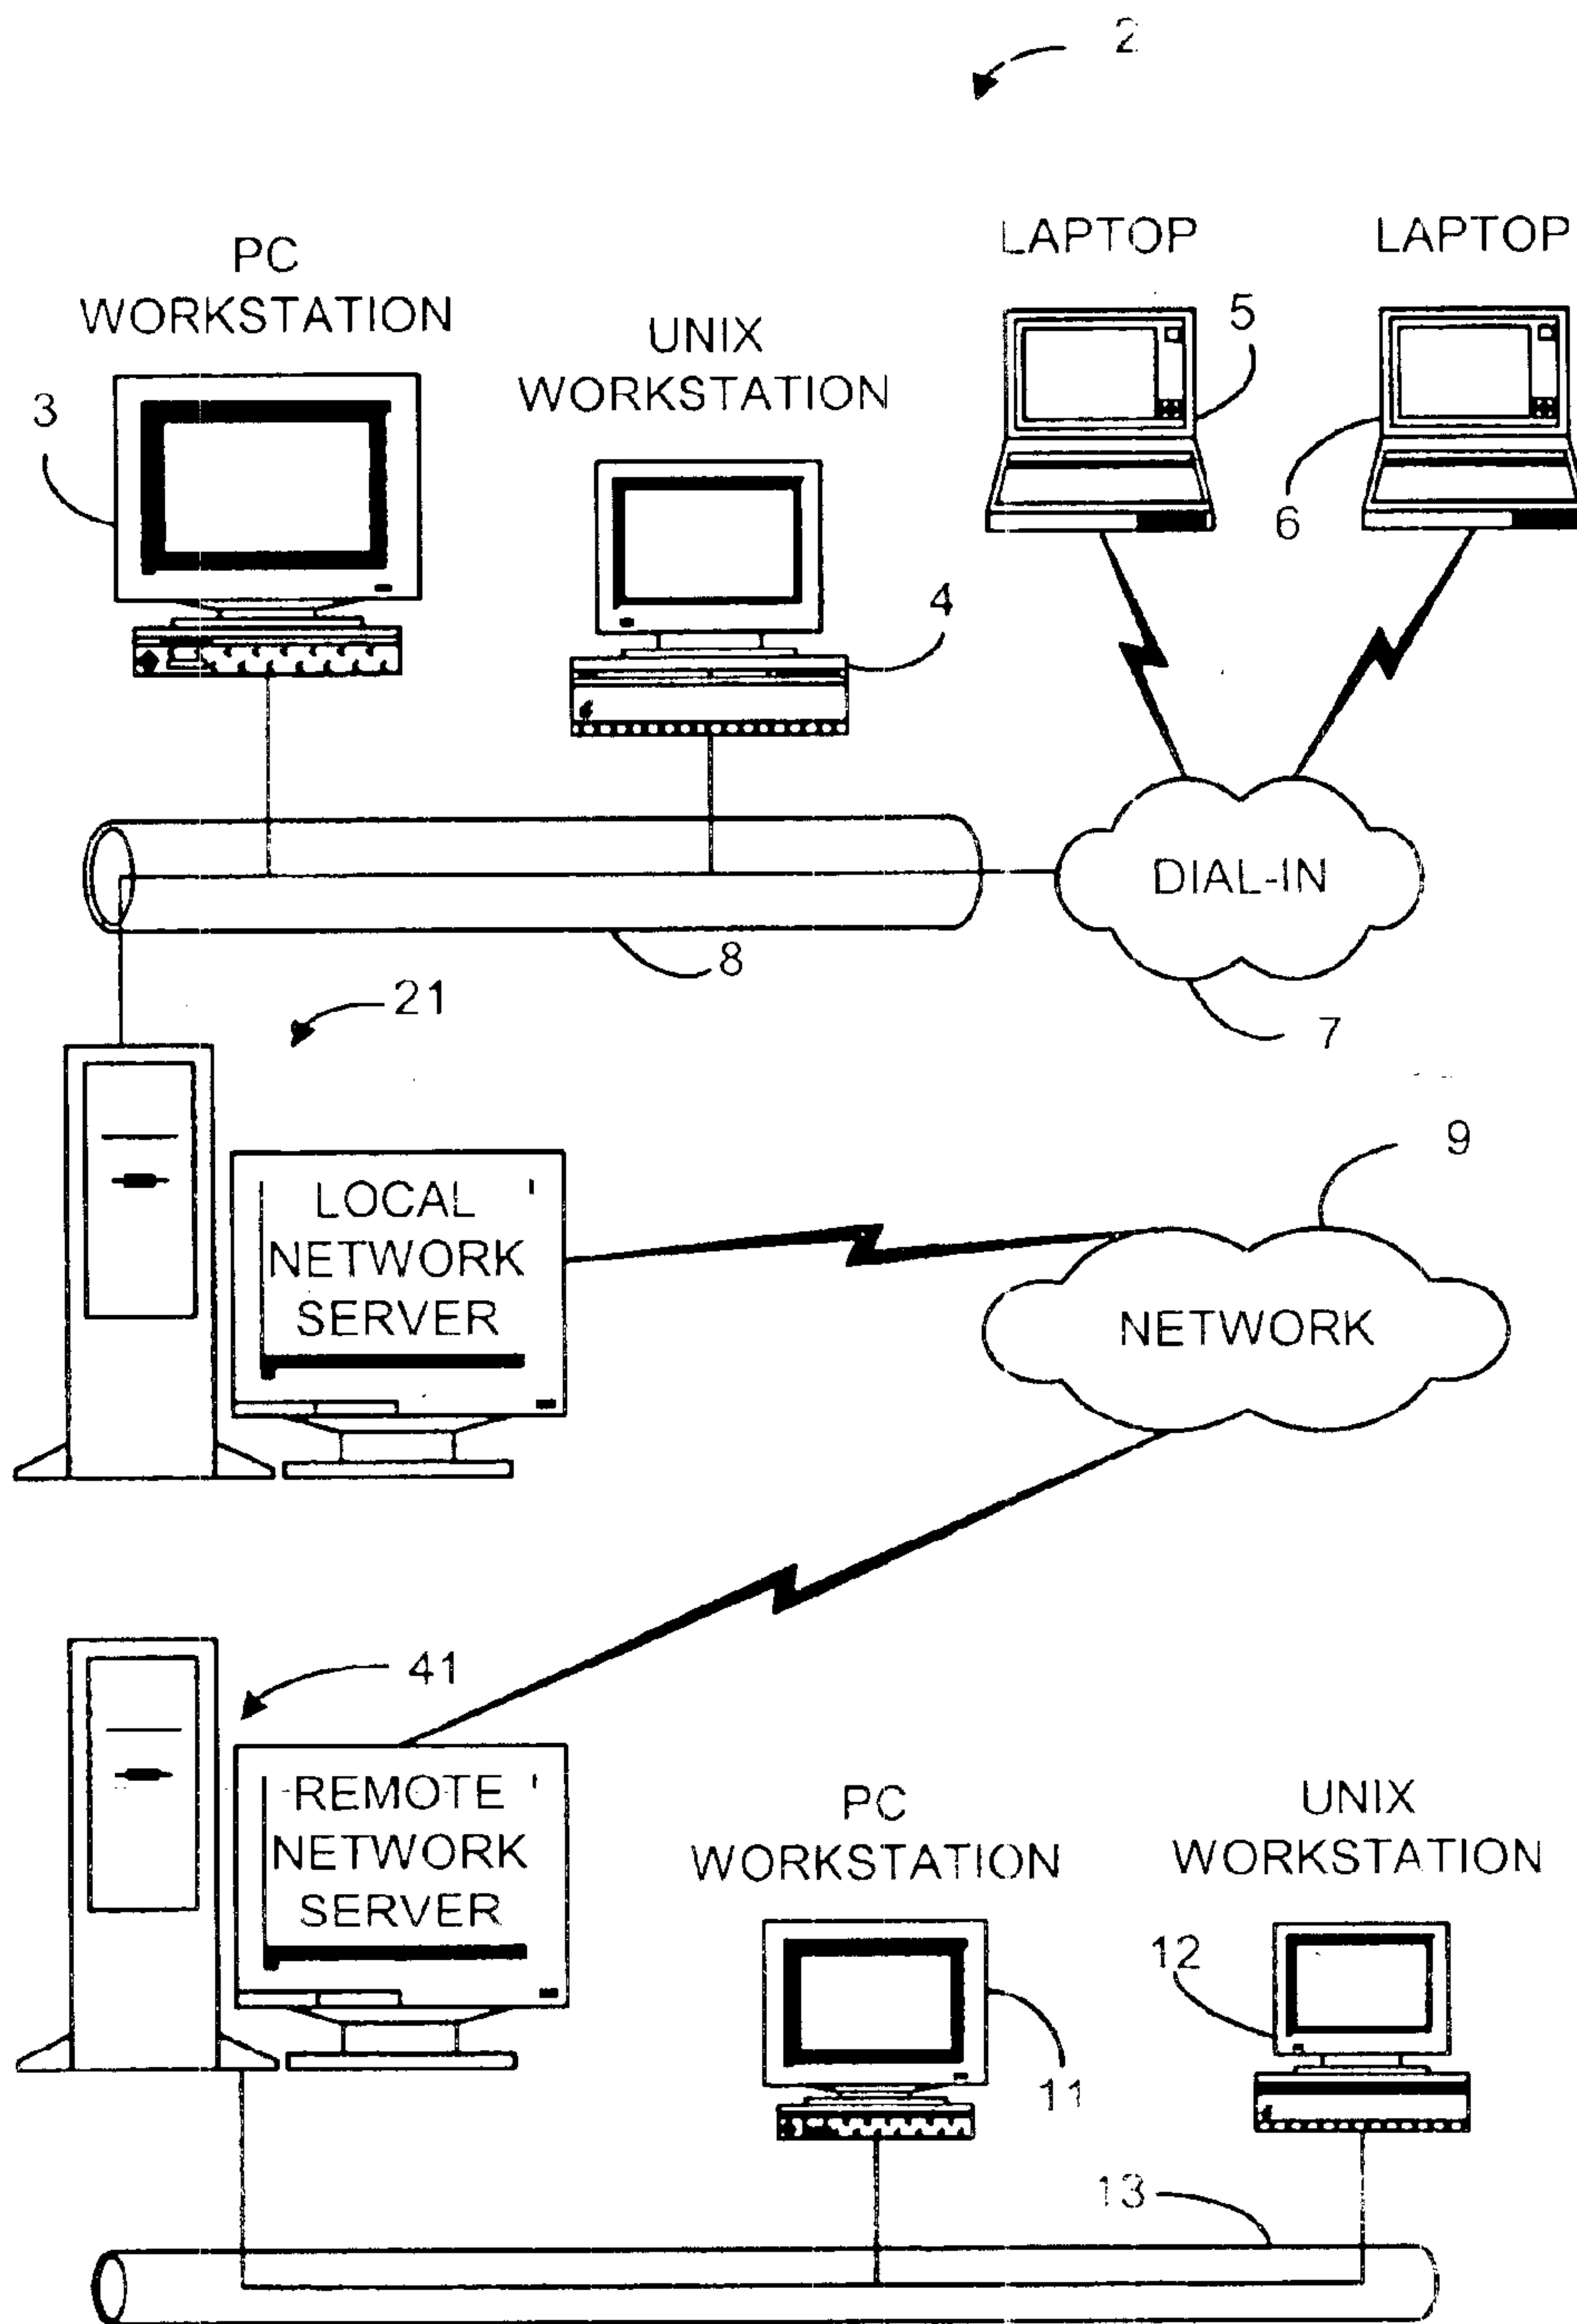 2
LAPTOP
LAPTOP
PC
WORKSTATION
UNIX
WORKSTATION
5
3
6
4
DIAL-IN
8
21
7
9
LOCAL
NETWORK
SERVER
NETWORK
41
REMOTE
NETWORK
SERVER
PC
WORKSTATION
UNIX
WORKSTATION
12
11
13